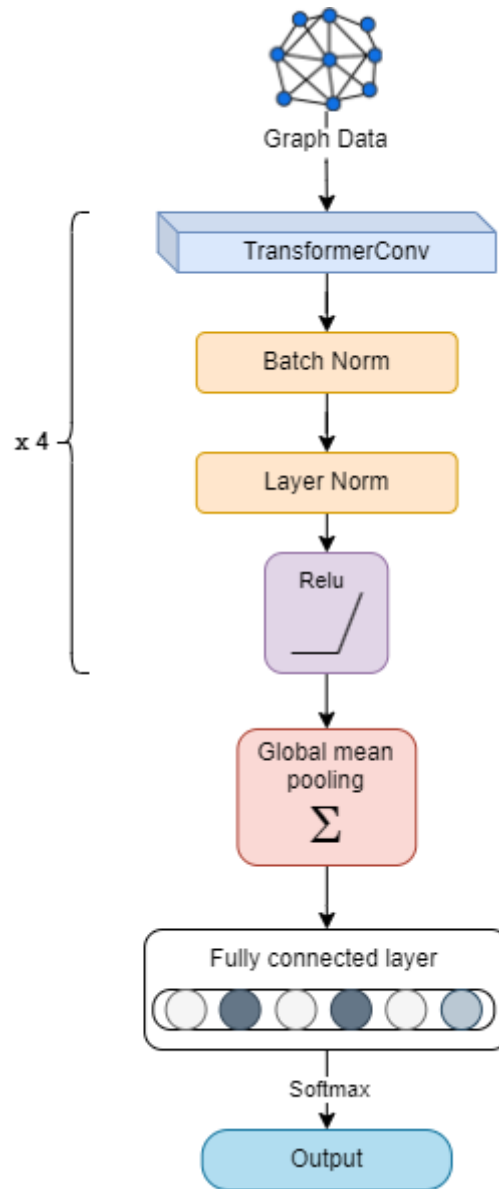 Graph Data
TransformerConv
Batch Norm
x 4
Layer Norm
Relu
Global mean
pooling
Σ
Fully connected layer
Softmax
Output